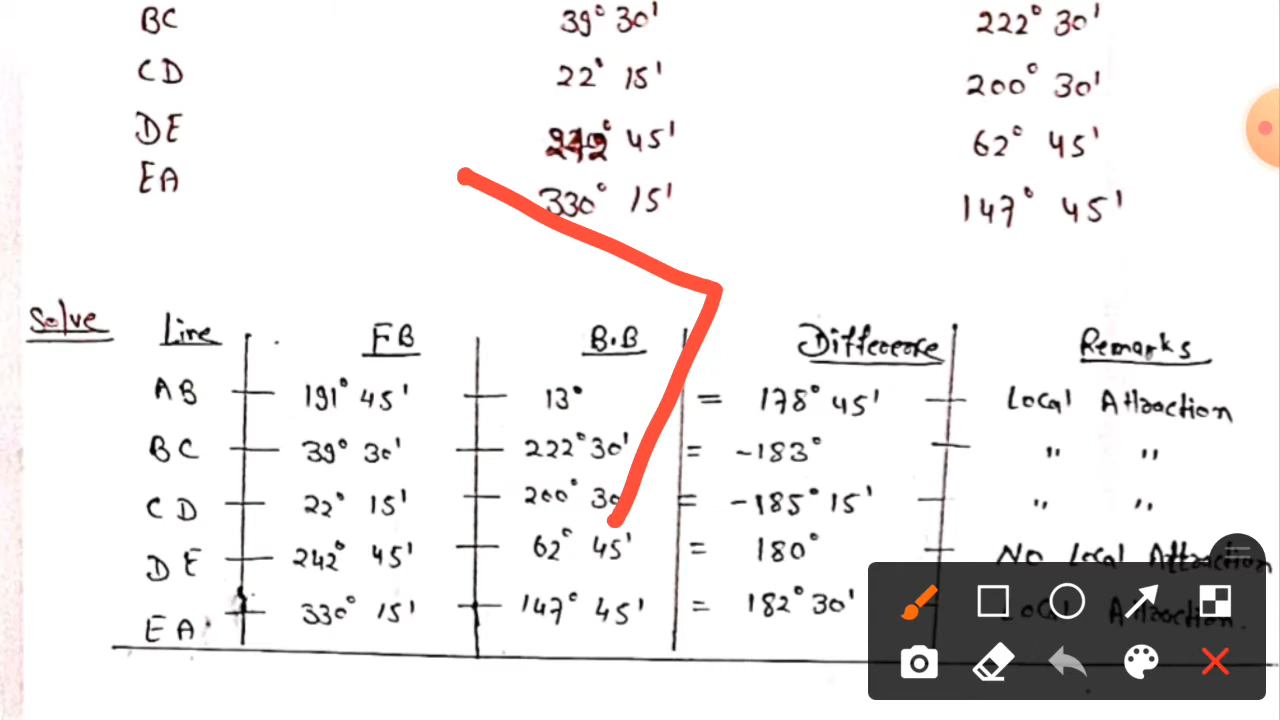 BC 39° 30' 222° 30'
CD 22° 15' 200° 30'
DE 242° 45' 62° 45'
EA 330° 15' 147° 45'
Solve Line FB B.B Difference Remarks
AB 191° 45' 13° = 178° 45' Local Attraction
BC 39° 30' 222° 30' = -183° " "
CD 22° 15' 200° 30 = -185° 15' " "
DE 242° 45' 62° 45' = 180° No Local Attraction
EA 330° 15' 147° 45' = 182° 30' Local Attraction.